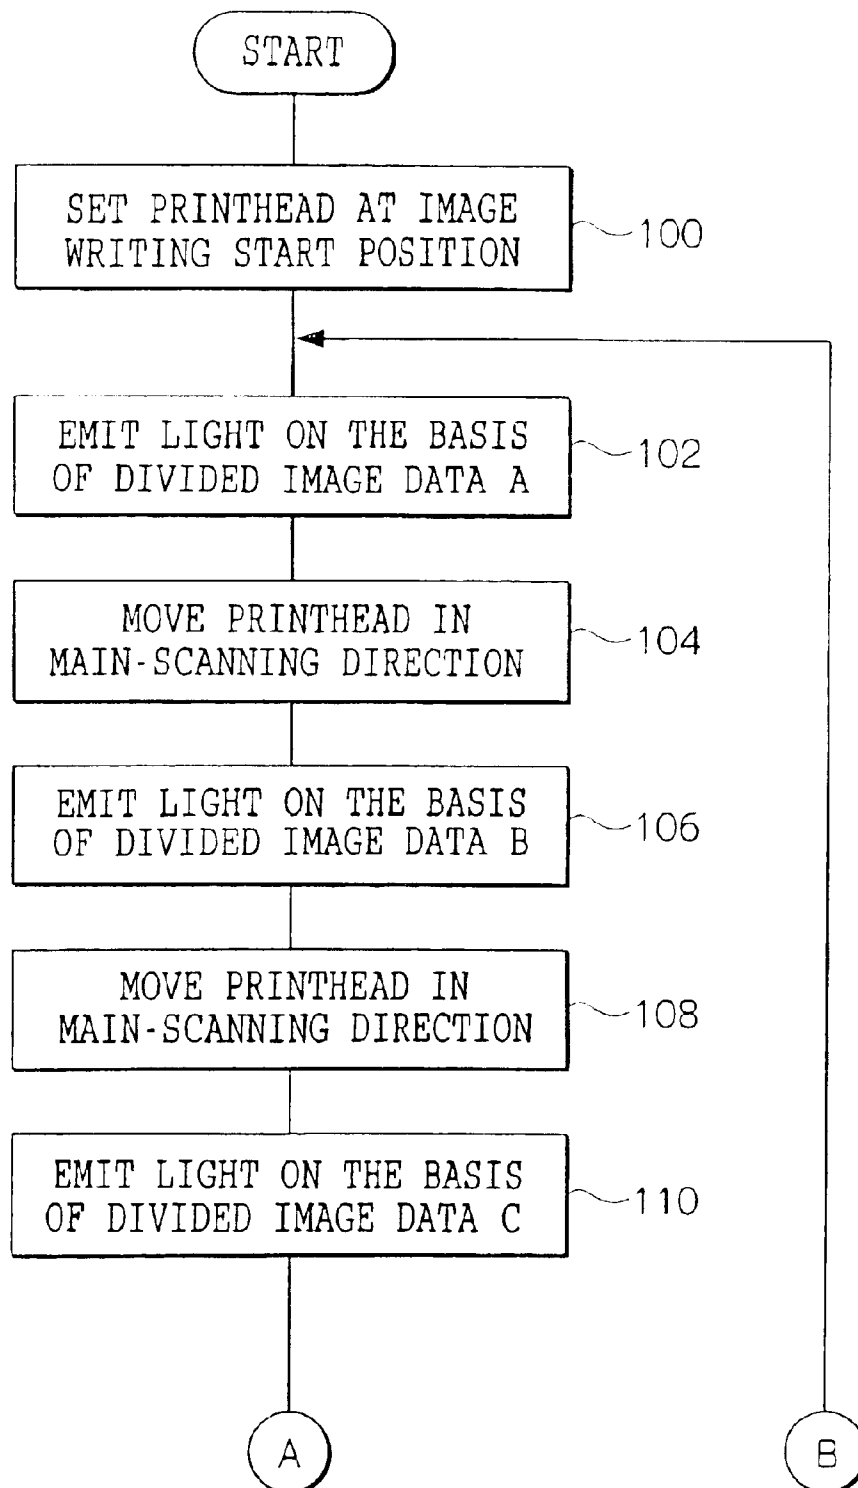 START
SET PRINTHEAD AT IMAGE
WRITING START POSITION
100
EMIT LIGHT ON THE BASIS
OF DIVIDED IMAGE DATA A
102
MOVE PRINTHEAD IN
MAIN-SCANNING DIRECTION
104
EMIT LIGHT ON THE BASIS
OF DIVIDED IMAGE DATA B
106
MOVE PRINTHEAD IN
MAIN-SCANNING DIRECTION
108
EMIT LIGHT ON THE BASIS
OF DIVIDED IMAGE DATA C
110
A
B